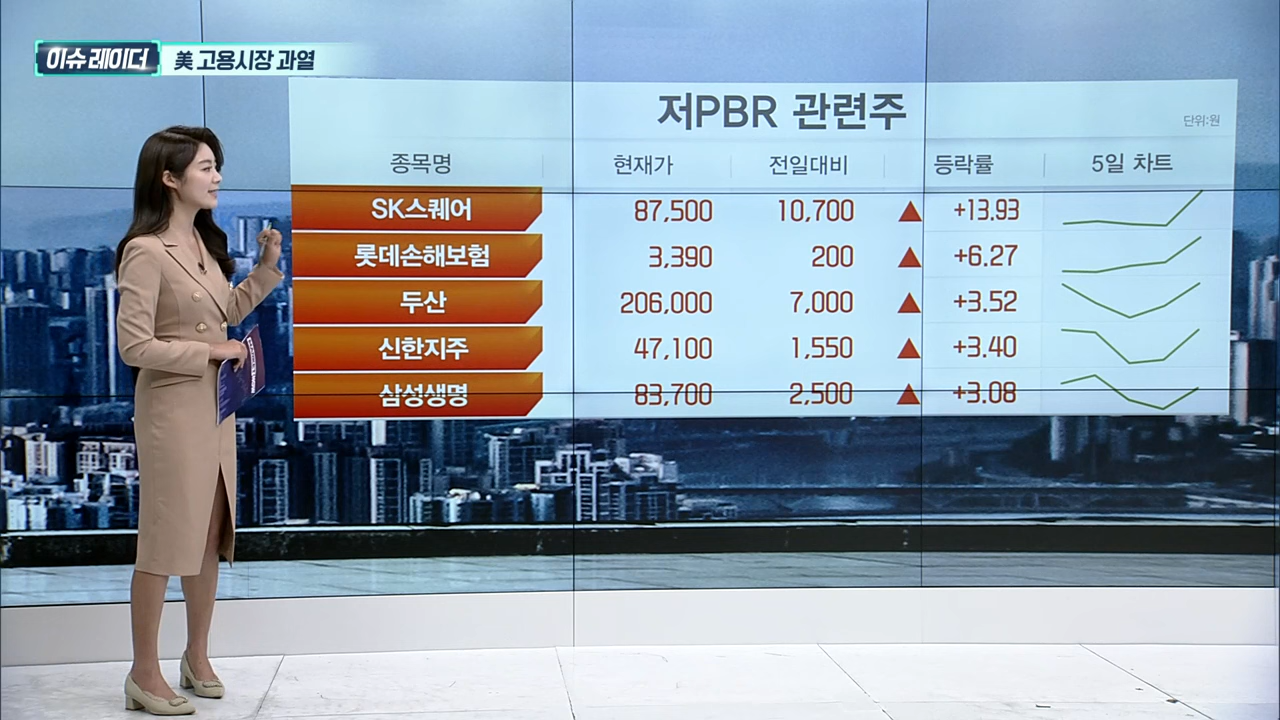 이슈 레이더 美 고용시장 과열
저PBR 관련주
단위:원
종목명 현재가 전일대비 등락률 5일 차트
SK스퀘어 87,500 10,700 ▲ +13.93
롯데손해보험 3,390 200 ▲ +6.27
두산 206,000 7,000 ▲ +3.52
신한지주 47,100 1,550 ▲ +3.40
삼성생명 83,700 2,500 ▲ +3.08